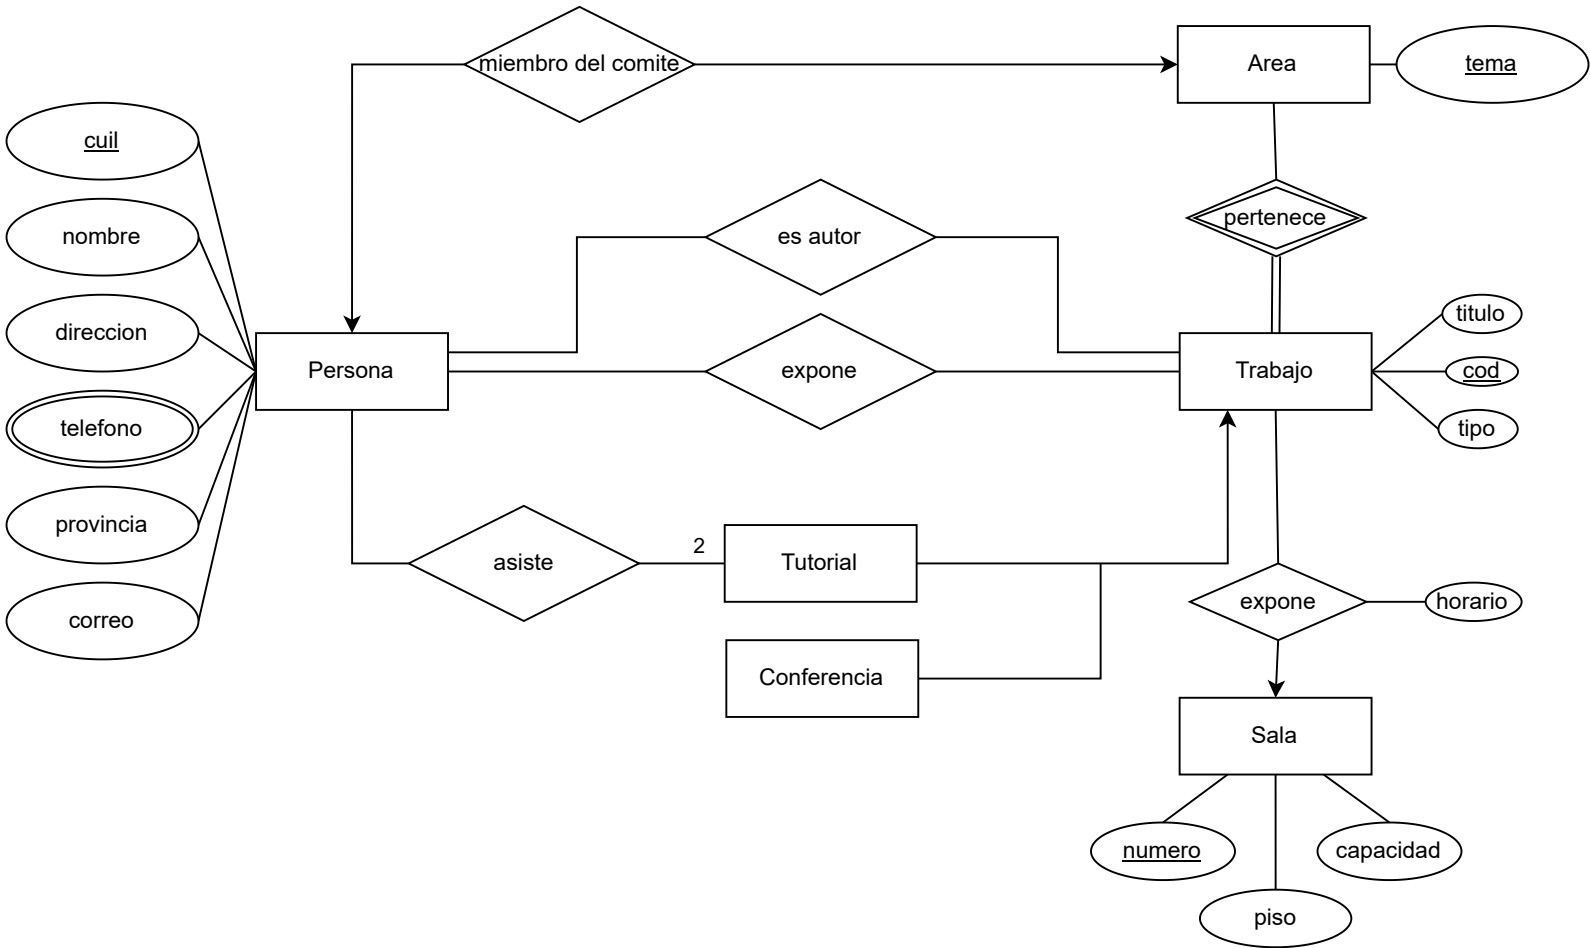 miembro del comite
Area
tema
cuil
nombre
direccion
telefono
provincia
correo
Persona
es autor
expone
pertenece
Trabajo
titulo
cod
tipo
asiste
2
Tutorial
Conferencia
expone
horario
Sala
numero
capacidad
piso